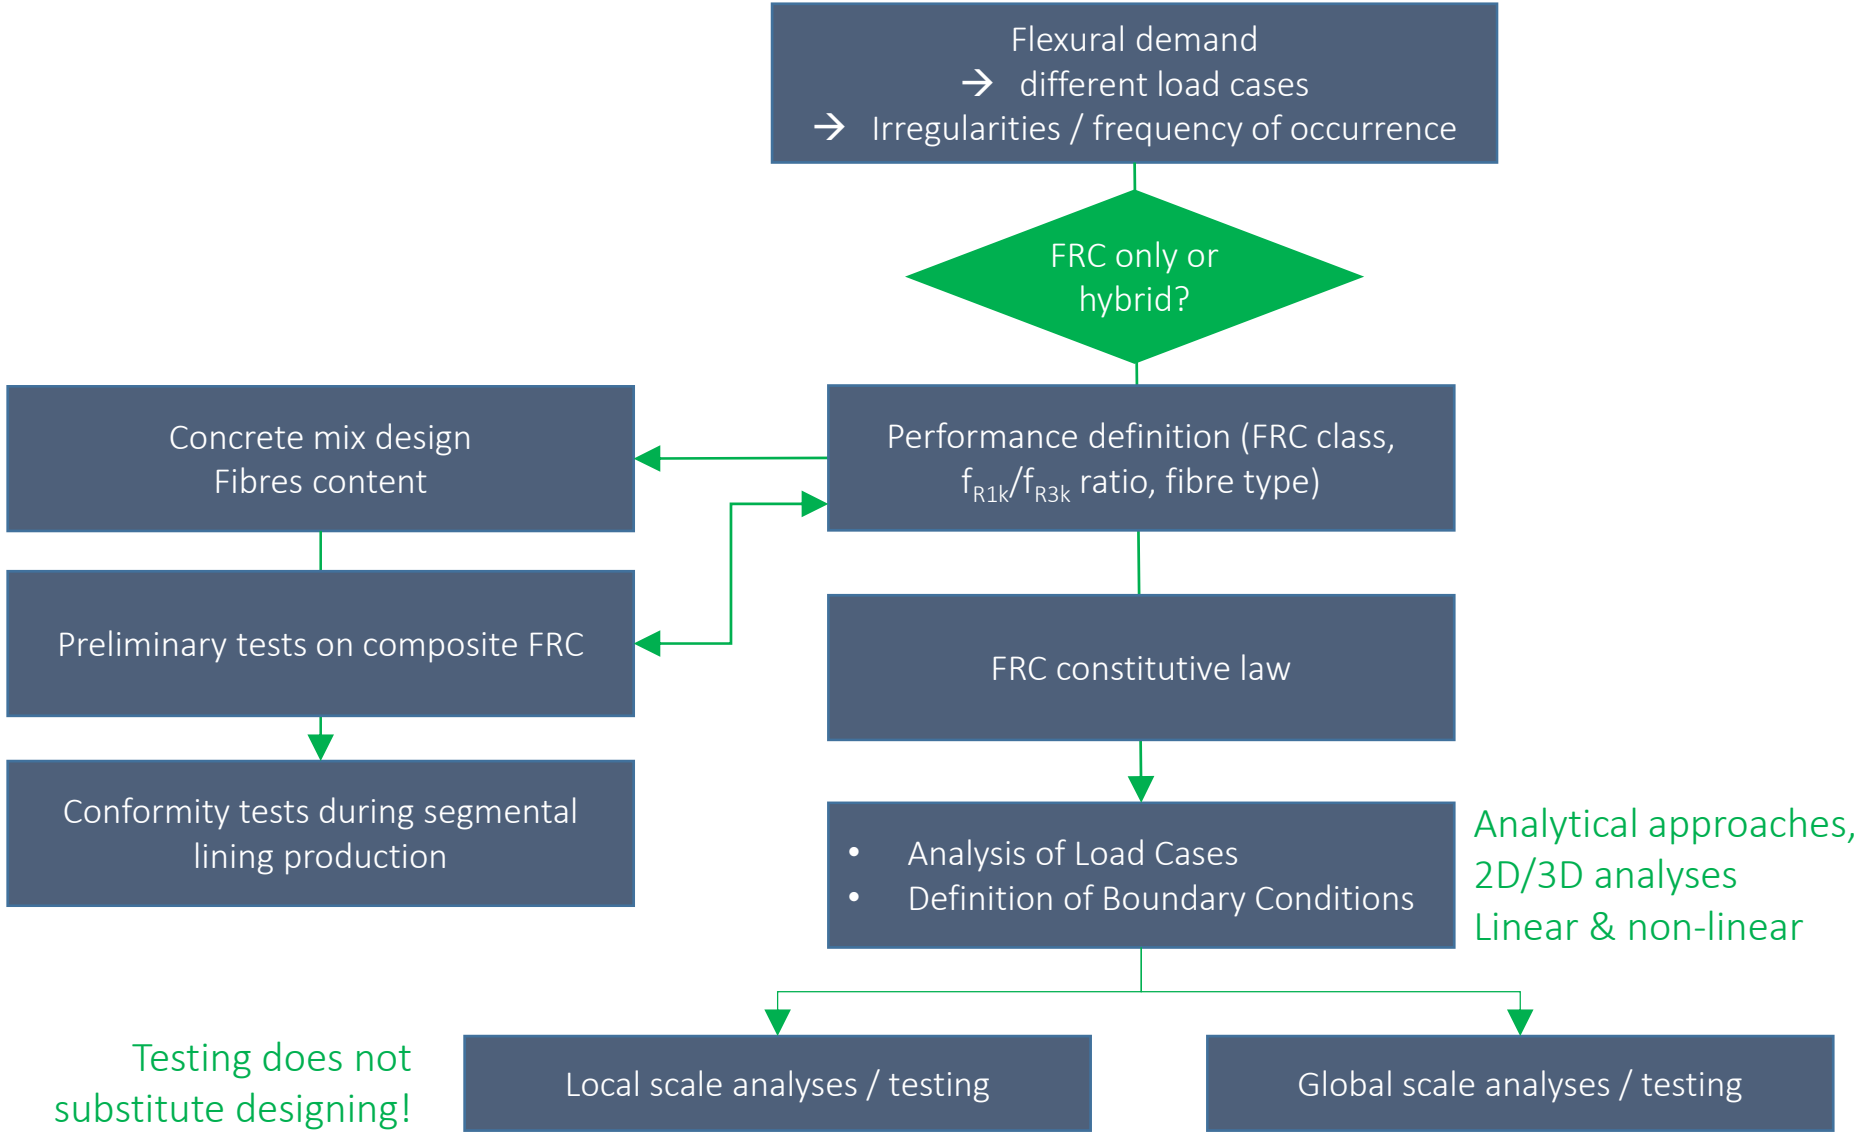 Flexural demand
→ different load cases
→ Irregularities / frequency of occurrence
FRC only or
hybrid?
Concrete mix design
Fibres content
Performance definition (FRC class,
fR1k/fR3k ratio, fibre type)
Preliminary tests on composite FRC
FRC constitutive law
Conformity tests during segmental
lining production
• Analysis of Load Cases
• Definition of Boundary Conditions
Analytical approaches,
2D/3D analyses
Linear & non-linear
Testing does not
substitute designing!
Local scale analyses / testing
Global scale analyses / testing